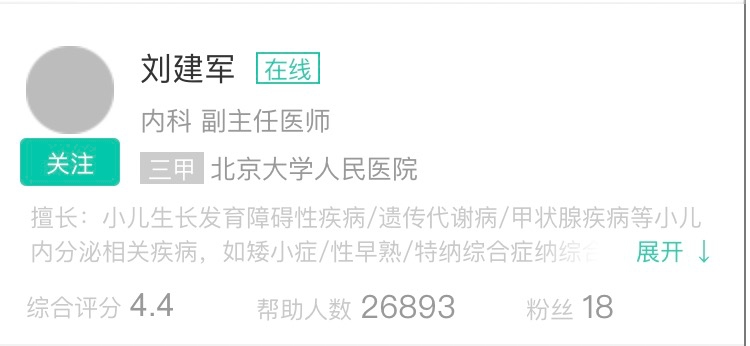 刘建军 在线
内科 副主任医师
关注
三甲 北京大学人民医院
擅长：小儿生长发育障碍性疾病/遗传代谢病/甲状腺疾病等小儿
内分泌相关疾病，如矮小症/性早熟/特纳综合症纳综合 展开 ↓
综合评分 4.4 帮助人数 26893 粉丝 18